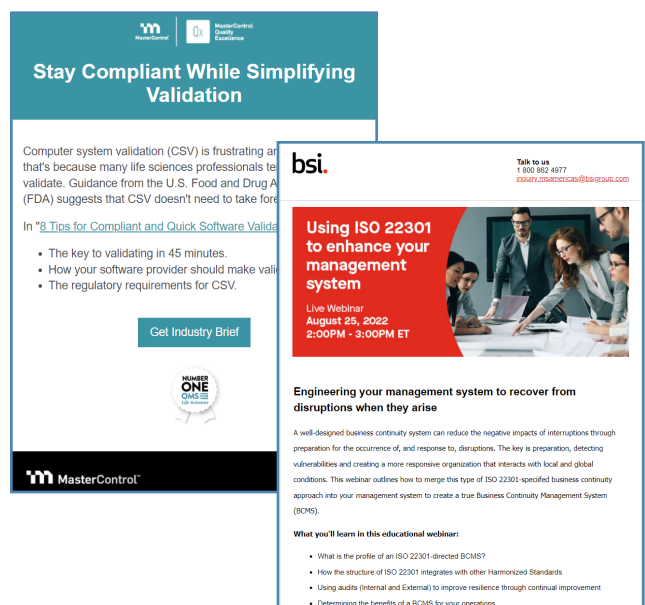 MasterControl
Qx
MasterControl
Quality
Excellence
Stay Compliant While Simplifying
Validation
Computer system validation (CSV) is frustrating
that's because many life sciences professionals
validate. Guidance from the U.S. Food and Drug
(FDA) suggests that CSV doesn't need to take
In "8 Tips for Compliant and Quick Software
The key to validating in 45 minutes.
How your software provider should make
The regulatory requirements for CSV.
Get Industry Brief
NUMBER
ONE
QMS
Life Sciences
MasterControl™
bsi.
Talk to us
1 800 862 4977
inquiry.msamericas@bsigroup.com
Using ISO 22301
to enhance your
management
system
Live Webinar
August 25, 2022
2:00PM - 3:00PM ET
Engineering your management system to recover from
disruptions when they arise
A well-designed business continuity system can reduce the negative impacts of interruptions through
preparation for the occurrence of, and response to, disruptions. The key is preparation, detecting
vulnerabilities and creating a more responsive organization that interacts with local and global
conditions. This webinar outlines how to merge this type of ISO 22301-speciifed business continuity
approach into your management system to create a true Business Continuity Management System
(BCMS).
What you'll learn in this educational webinar:
What is the profile of an ISO 22301-directed BCMS?
How the structure of ISO 22301 integrates with other Harmonized Standards
Using audits (Internal and External) to improve resilience through continual improvement
Determining the benefits of a BCMS for your operations